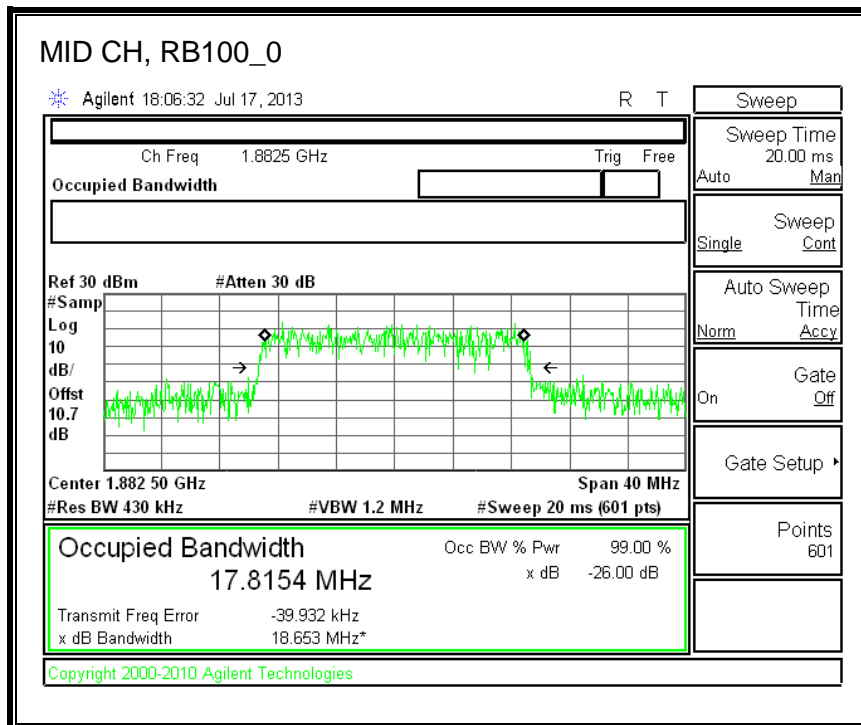 MID CH, RB100_0
Agilent 18:06:32 Jul 17, 2013 R T
Ch Freq 1.8825 GHz Trig Free
Occupied Bandwidth
Ref 30 dBm #Atten 30 dB
#Samp
Log
10
dB/
Offst
10.7
dB
Center 1.882 50 GHz Span 40 MHz
#Res BW 430 kHz #VBW 1.2 MHz #Sweep 20 ms (601 pts)
Occupied Bandwidth Occ BW % Pwr 99.00 %
17.8154 MHz x dB -26.00 dB
Transmit Freq Error -39.932 kHz
x dB Bandwidth 18.653 MHz*
Copyright 2000-2010 Agilent Technologies
Sweep
Sweep Time
20.00 ms
Auto Man
Sweep
Single Cont
Auto Sweep
Time
Norm Accy
Gate
On Off
Gate Setup
Points
601